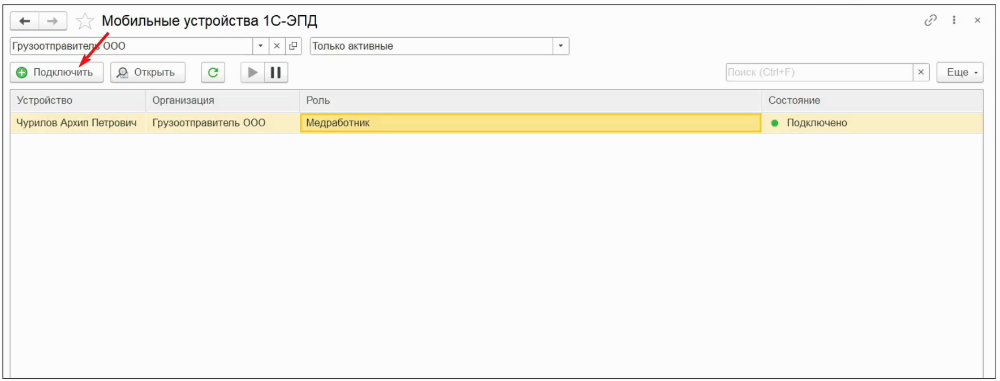 Мобильные устройства 1С-ЭПД
Грузоотправитель ООО Только активные
Подключить Открыть Поиск (Ctrl+F) Еще
Устройство Организация Роль Состояние
Чурилов Архип Петрович Грузоотправитель ООО Медработник Подключено